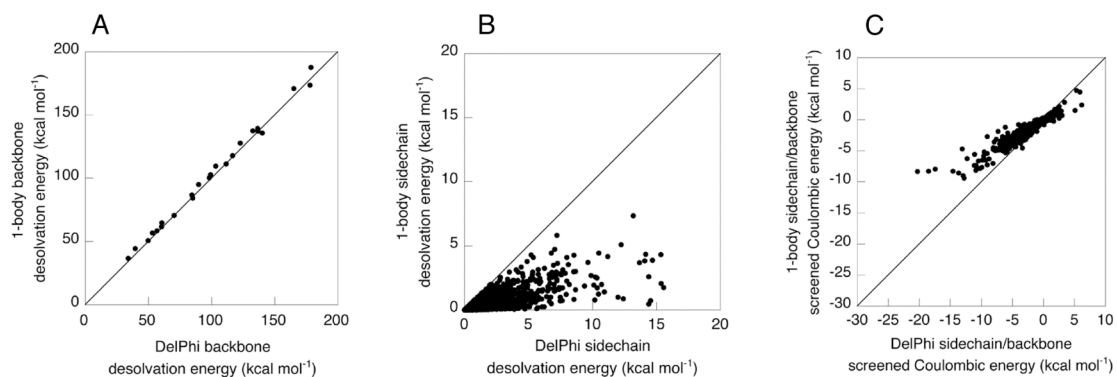 A
1-body backbone
desolvation energy (kcal mol⁻¹)
200
150
100
50
0
0 50 100 150 200
DelPhi backbone
desolvation energy (kcal mol⁻¹)
B
1-body sidechain
desolvation energy (kcal mol⁻¹)
20
15
10
5
0
0 5 10 15 20
DelPhi sidechain
desolvation energy (kcal mol⁻¹)
C
1-body sidechain/backbone
screened Coulombic energy (kcal mol⁻¹)
10
5
0
-5
-10
-15
-20
-25
-30
-30 -25 -20 -15 -10 -5 0 5 10
DelPhi sidechain/backbone
screened Coulombic energy (kcal mol⁻¹)